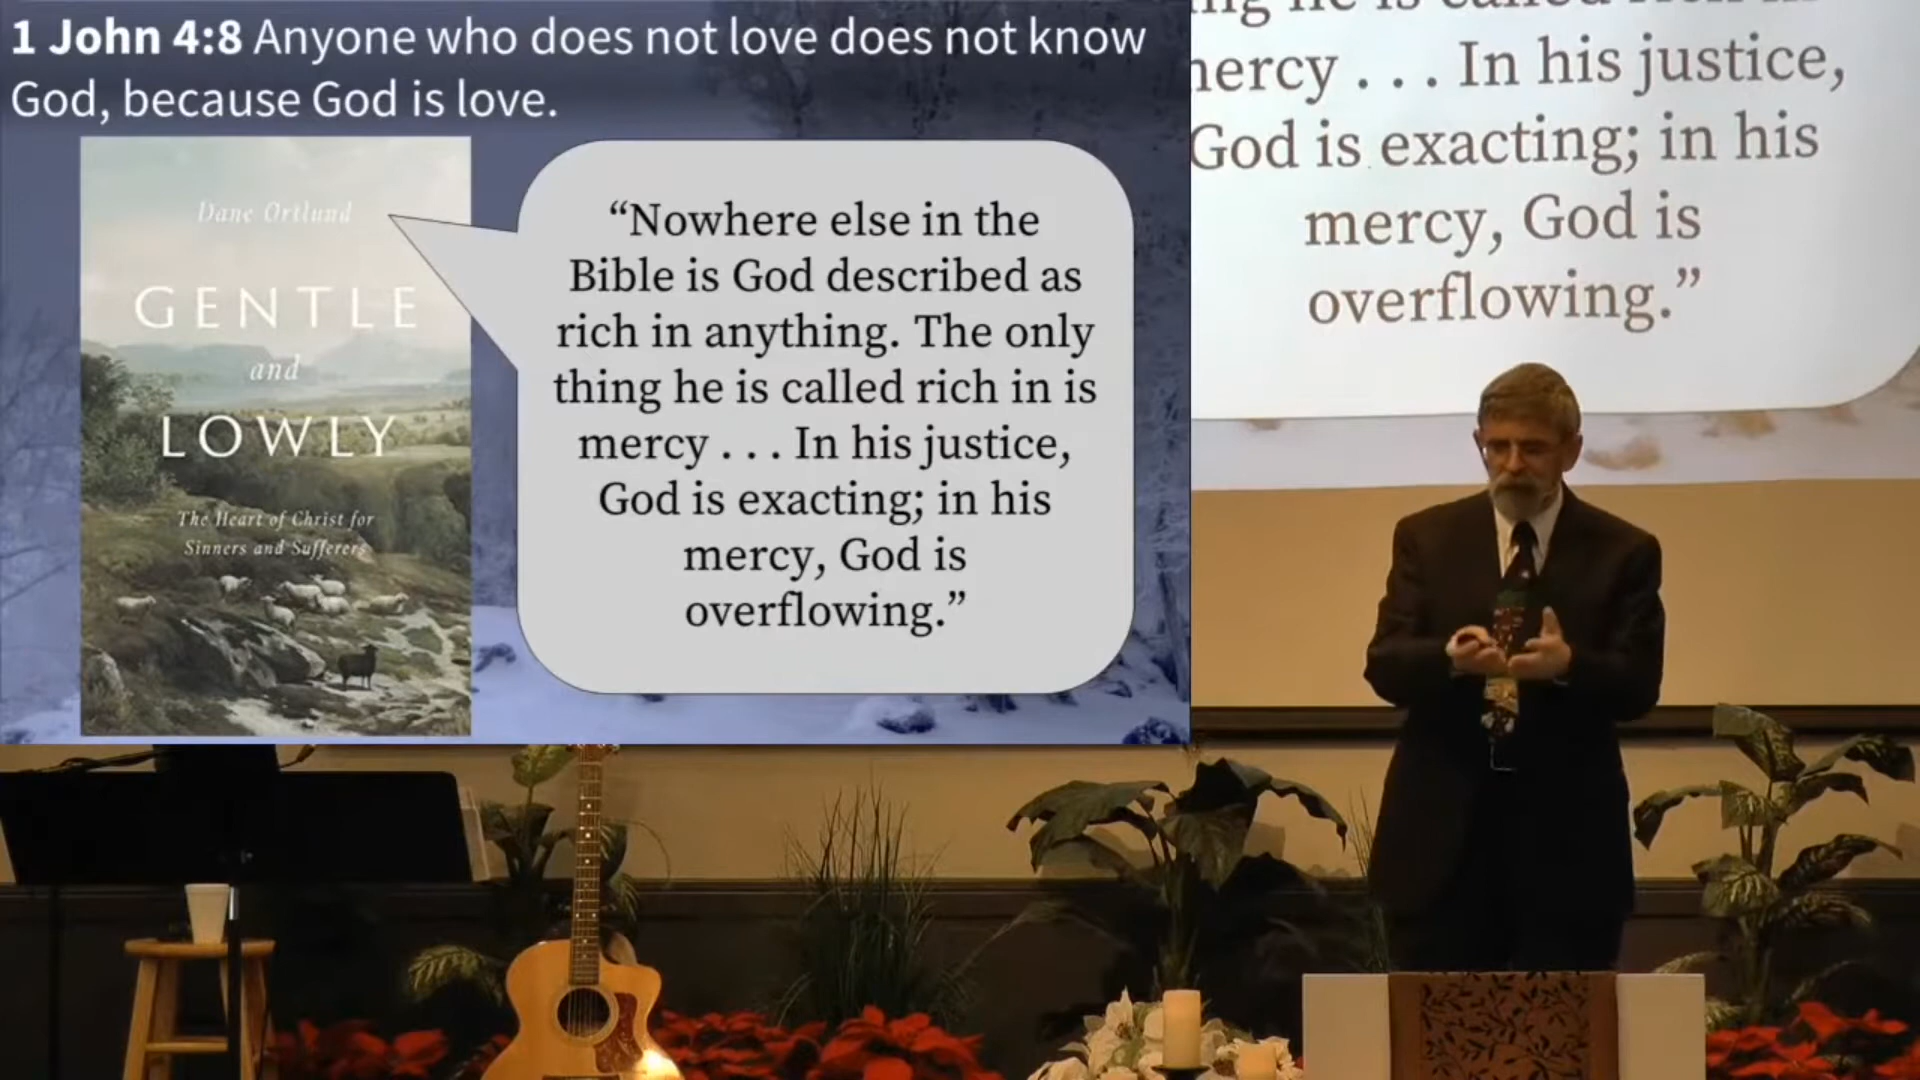 1 John 4:8 Anyone who does not love does not know
God, because God is love.
Dane Ortlund
GENTLE
and
LOWLY
The Heart of Christ for
Sinners and Sufferers
“Nowhere else in the
Bible is God described as
rich in anything. The only
thing he is called rich in is
mercy . . . In his justice,
God is exacting; in his
mercy, God is
overflowing.”
mercy . . . In his justice,
God is exacting; in his
mercy, God is
overflowing.”